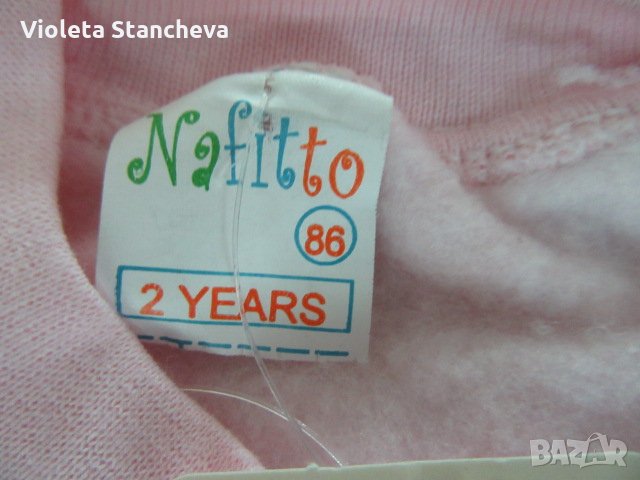 Violeta Stancheva
Nafitto
86
2 YEARS
BAZAR